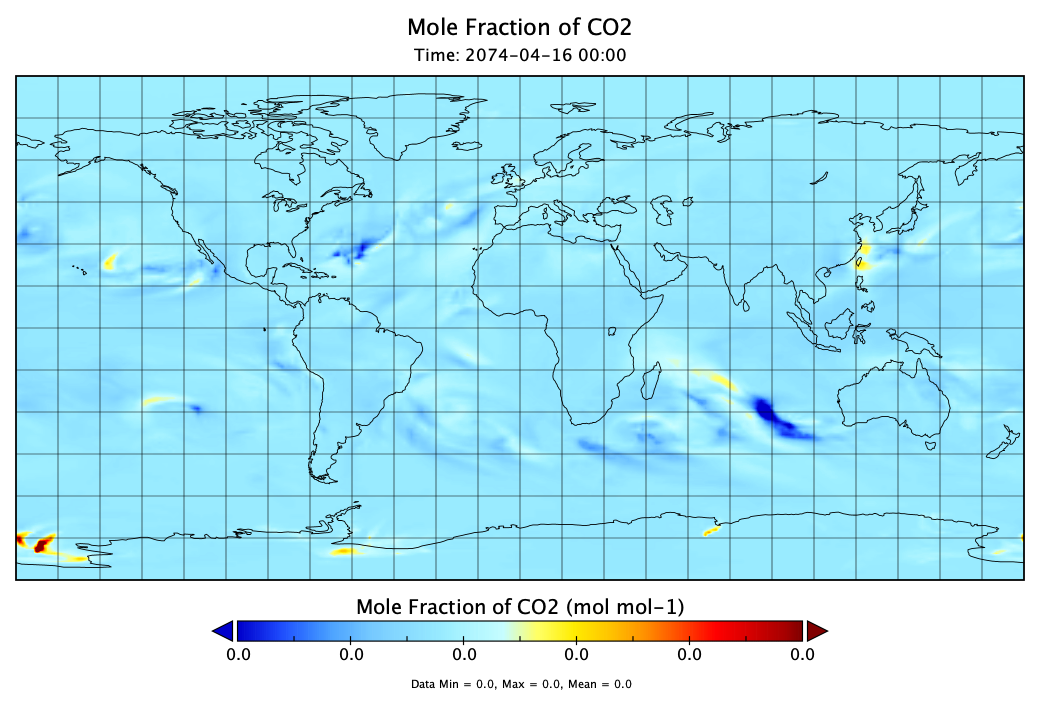 Mole Fraction of CO2
Time: 2074-04-16 00:00
Mole Fraction of CO2 (mol mol-1)
0.0 0.0 0.0 0.0 0.0 0.0
Data Min = 0.0, Max = 0.0, Mean = 0.0